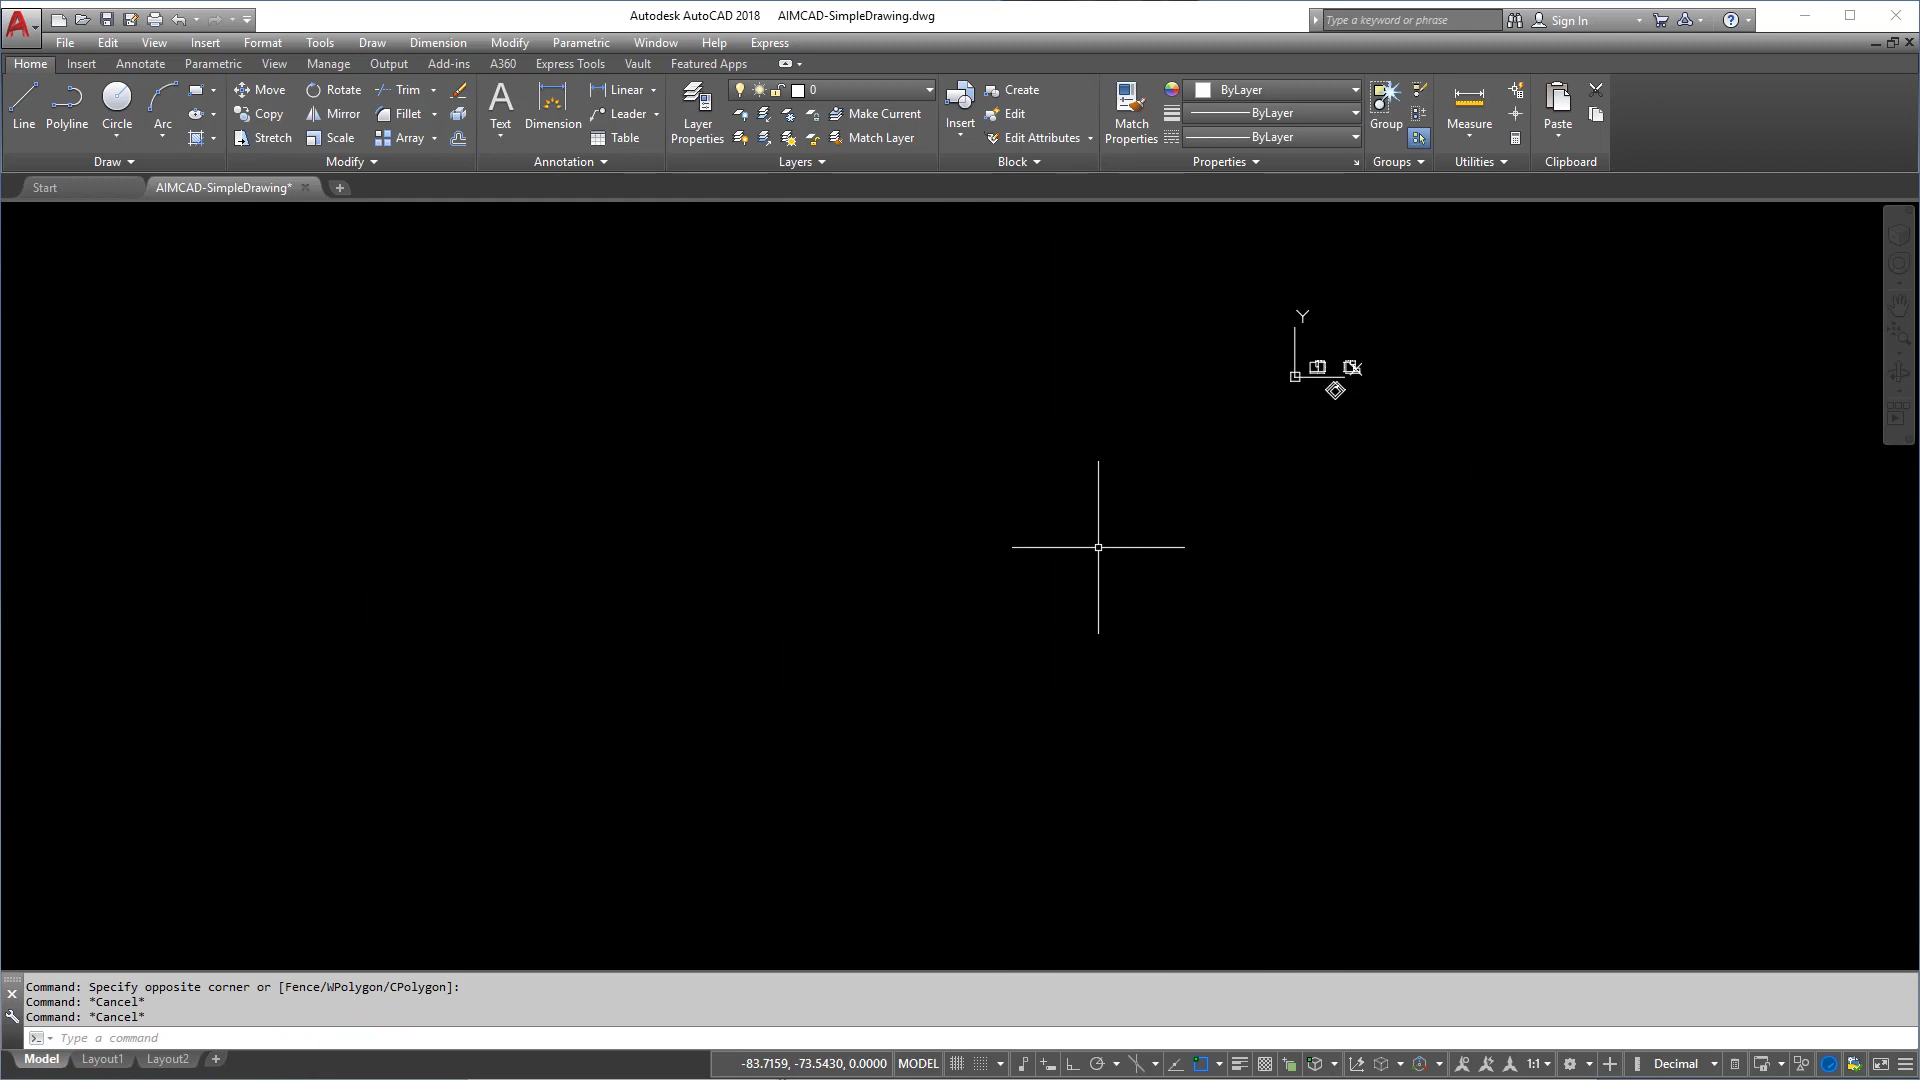 Autodesk AutoCAD 2018 AIMCAD-SimpleDrawing.dwg
Type a keyword or phrase
Sign In
File Edit View Insert Format Tools Draw Dimension Modify Parametric Window Help Express
Home Insert Annotate Parametric View Manage Output Add-ins A360 Express Tools Vault Featured Apps
Line
Polyline
Circle
Arc
Draw
Move Rotate Trim
Copy Mirror Fillet
Stretch Scale Array
Modify
Text
Dimension
Linear
Leader
Table
Annotation
Layer
Properties
0
Make Current
Match Layer
Layers
Insert
Create
Edit
Edit Attributes
Block
Match
Properties
ByLayer
ByLayer
ByLayer
Properties
Group
Groups
Measure
Utilities
Paste
Clipboard
Start
AIMCAD-SimpleDrawing*
Y
X
Command: Specify opposite corner or [Fence/WPolygon/CPolygon]:
Command: *Cancel*
Command: *Cancel*
Type a command
Model Layout1 Layout2
-83.7159, -73.5430, 0.0000 MODEL
1:1
Decimal